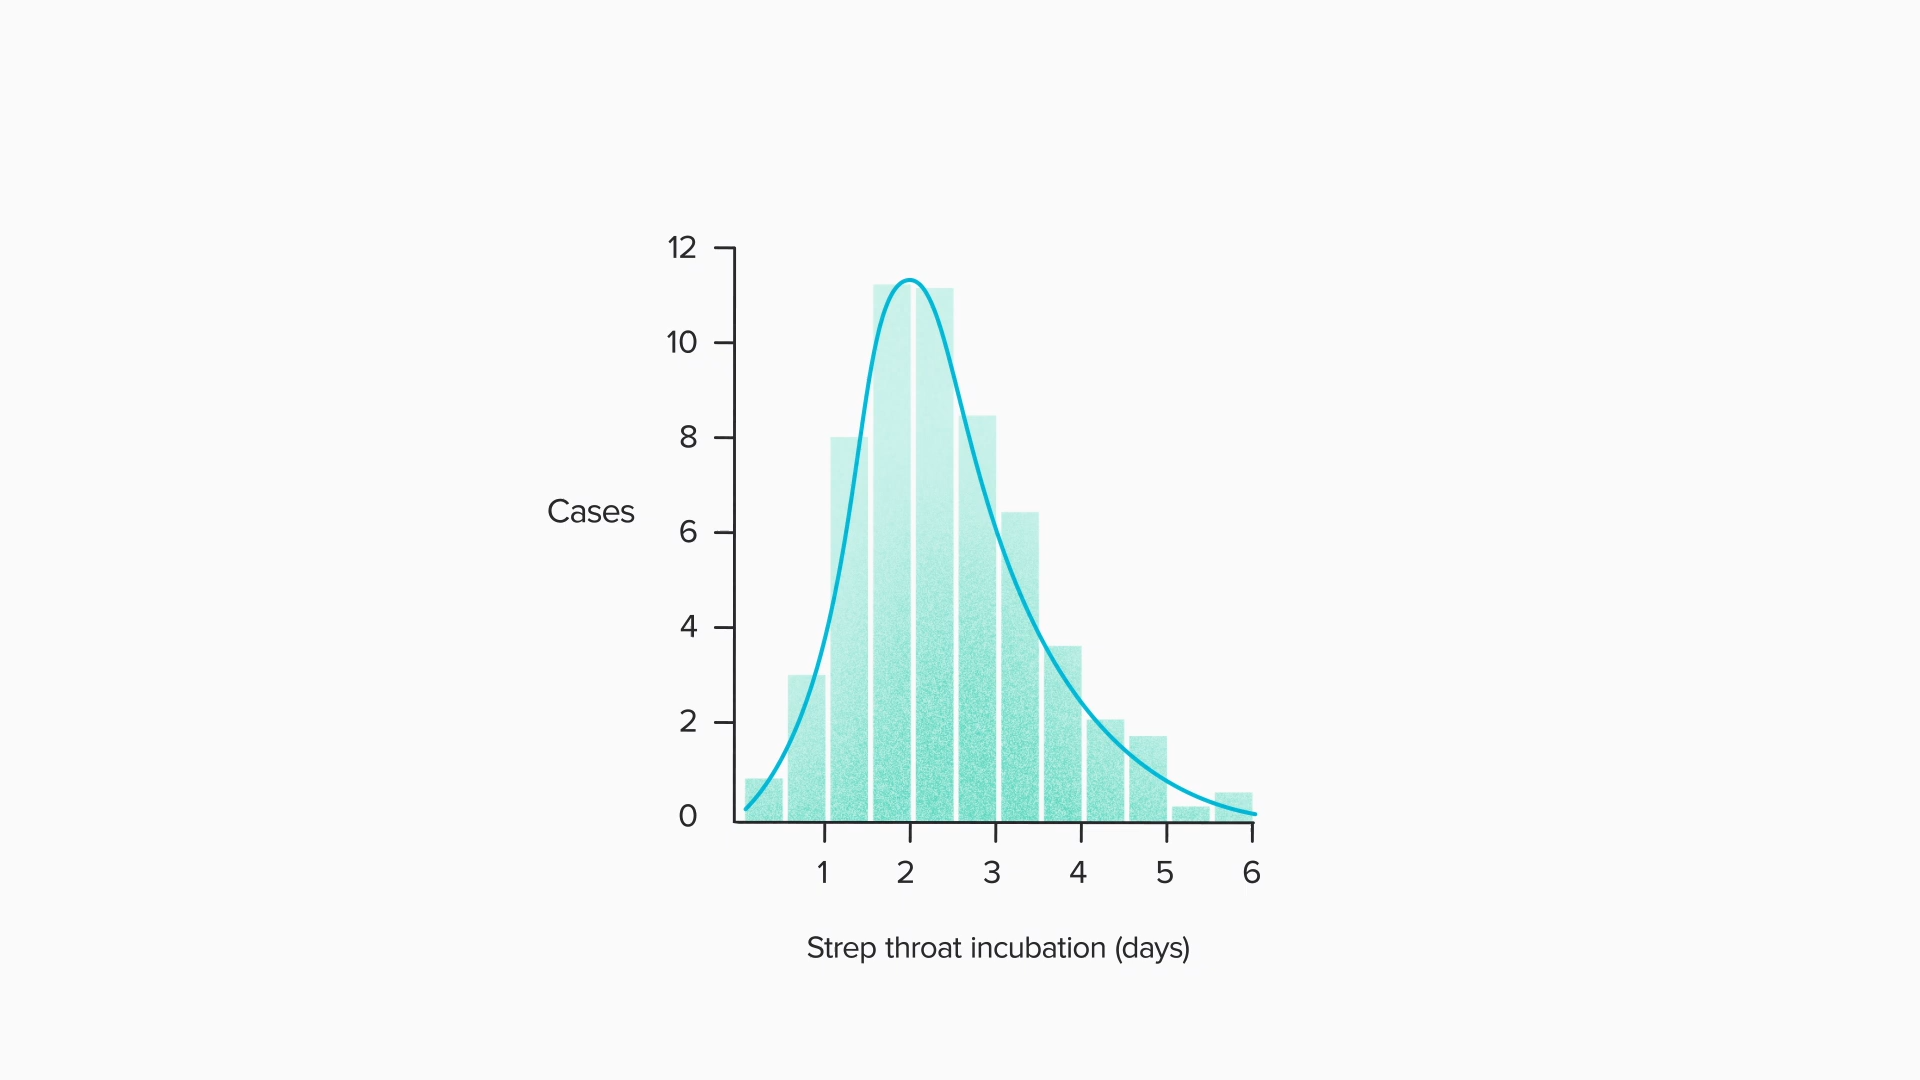 12
10
8
Cases
6
4
2
0
1 2 3 4 5 6
Strep throat incubation (days)